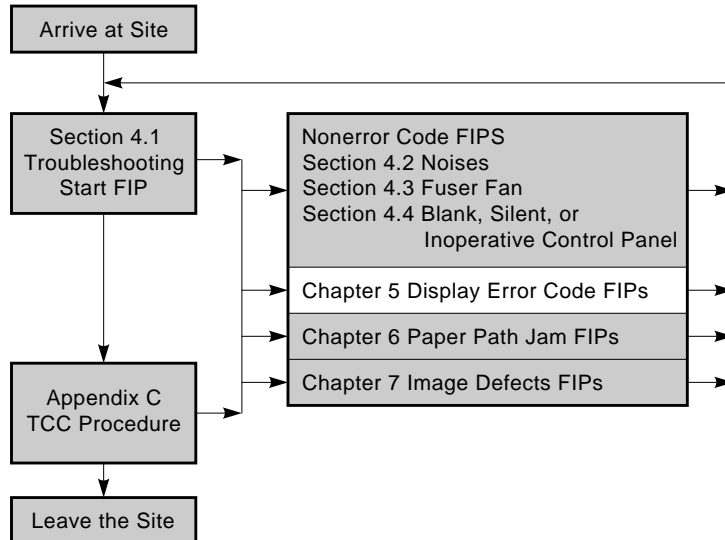 Arrive at Site
Section 4.1
Troubleshooting
Start FIP
Nonerror Code FIPS
Section 4.2 Noises
Section 4.3 Fuser Fan
Section 4.4 Blank, Silent, or
Inoperative Control Panel
Chapter 5 Display Error Code FIPs
Chapter 6 Paper Path Jam FIPs
Chapter 7 Image Defects FIPs
Appendix C
TCC Procedure
Leave the Site